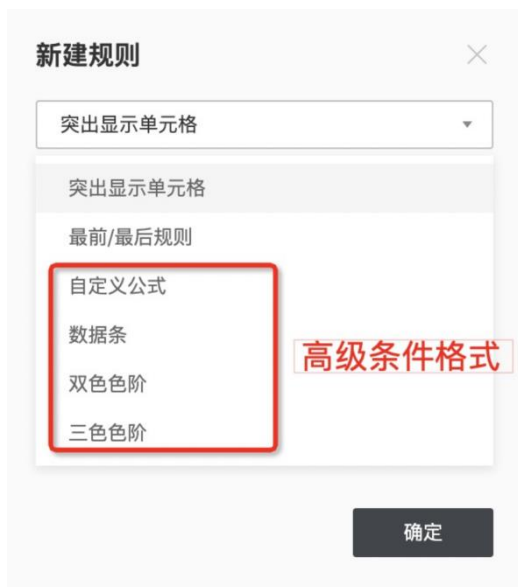 新建规则
突出显示单元格
突出显示单元格
最前/最后规则
自定义公式
数据条
高级条件格式
双色色阶
三色色阶
确定